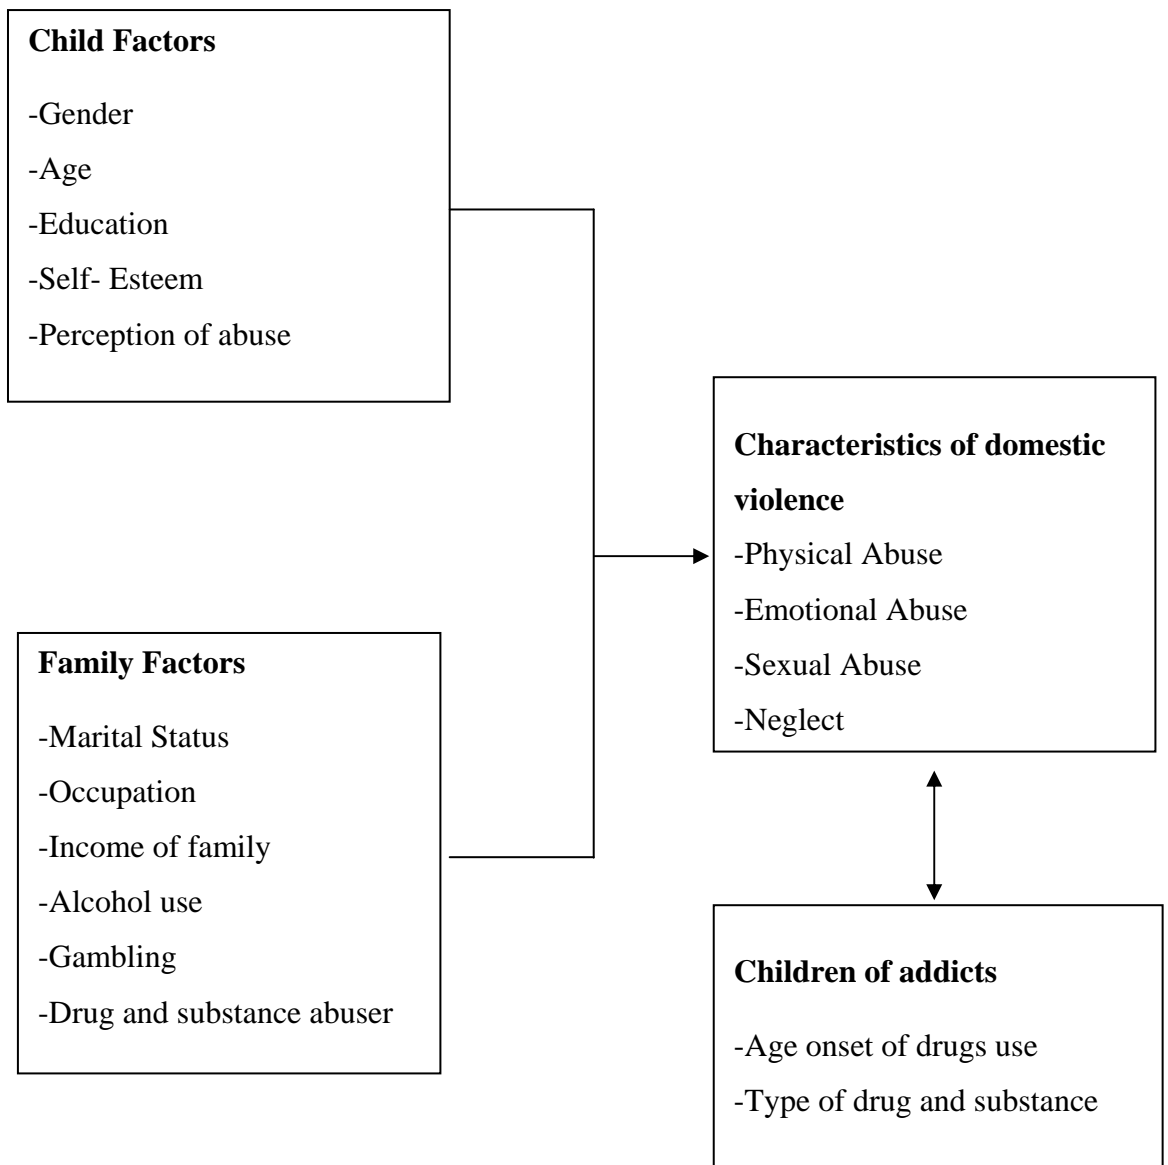 Child Factors
-Gender
-Age
-Education
-Self- Esteem
-Perception of abuse
Family Factors
-Marital Status
-Occupation
-Income of family
-Alcohol use
-Gambling
-Drug and substance abuser
Characteristics of domestic
violence
-Physical Abuse
-Emotional Abuse
-Sexual Abuse
-Neglect
Children of addicts
-Age onset of drugs use
-Type of drug and substance